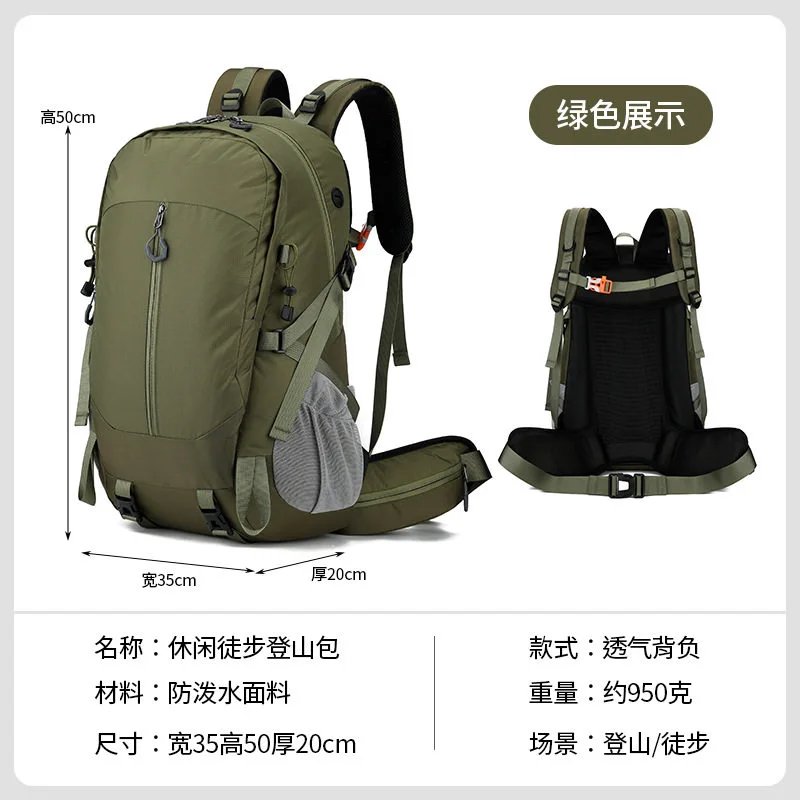 高50cm
绿色展示
宽35cm
厚20cm
名称：休闲徒步登山包
款式：透气背负
材料：防泼水面料
重量：约950克
尺寸：宽35高50厚20cm
场景：登山/徒步